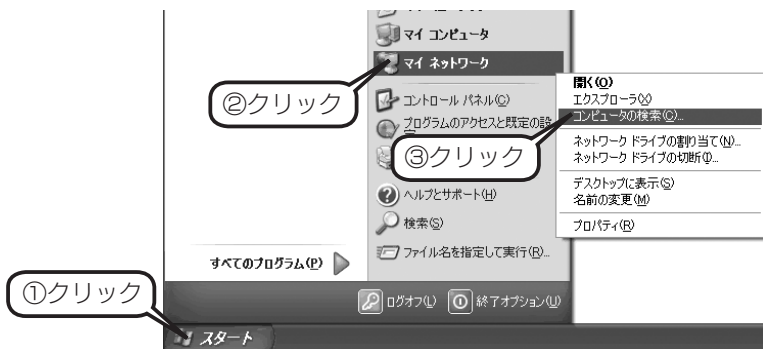 マイ コンピュータ
マイ ネットワーク
②クリック
コントロール パネル(C)
プログラムのアクセスと既定の設
③クリック
ヘルプとサポート(H)
検索(S)
ファイル名を指定して実行(R)...
すべてのプログラム(P)
ログオフ(L)
終了オプション(U)
①クリック
スタート
開く(O)
エクスプローラ(X)
コンピュータの検索(C)...
ネットワーク ドライブの割り当て(N)...
ネットワーク ドライブの切断(I)...
デスクトップに表示(S)
名前の変更(M)
プロパティ(R)